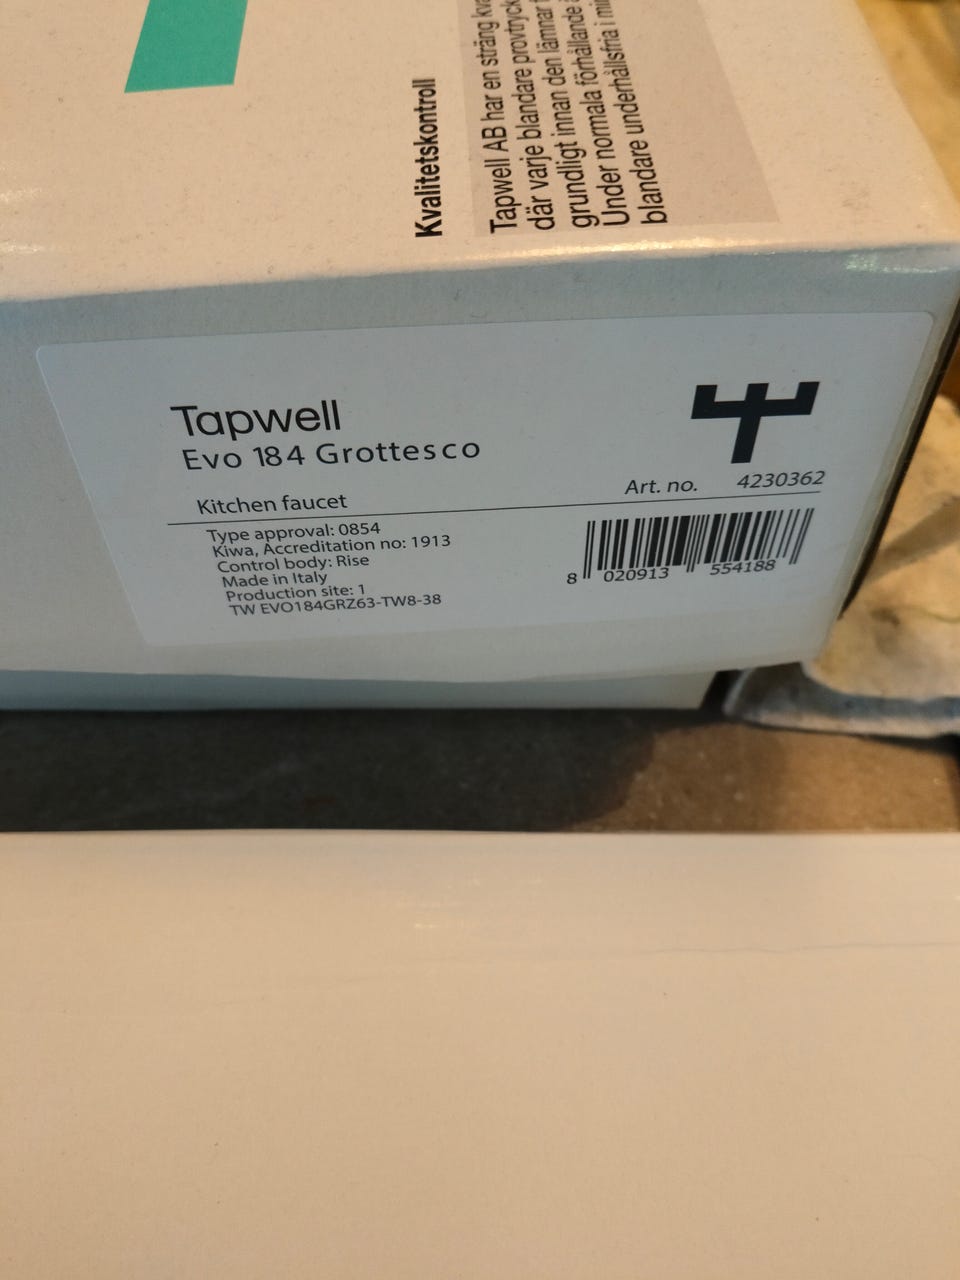 Kvalitetskontroll
Tapwell AB har en sträng
där varje blandare provtryck
grundligt innan den lämnar
Under normala förhållande
blandare underhållsfria i
Tapwell
Evo 184 Grottesco
Kitchen faucet
Art. no. 4230362
Type approval: 0854
Kiwa, Accreditation no: 1913
Control body: Rise
Made in Italy
Production site: 1
TW EVO184GRZ63-TW8-38
8 020913 554188